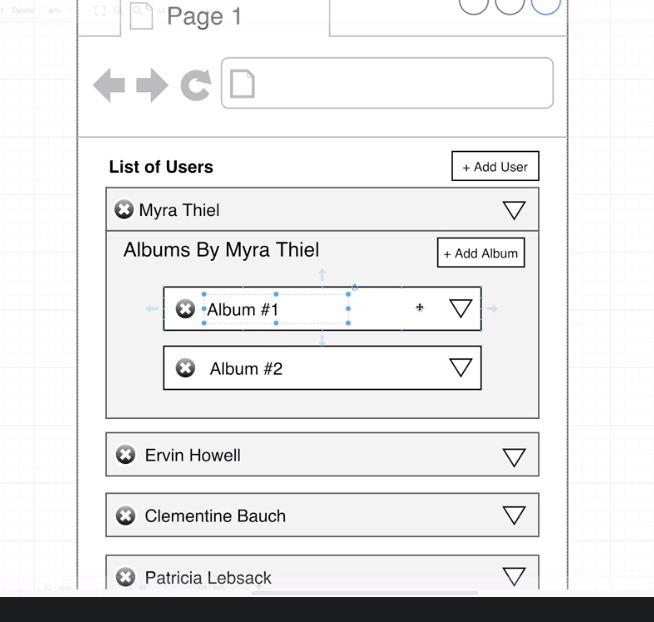 Delete
Page 1
List of Users
+ Add User
Myra Thiel
Albums By Myra Thiel
+ Add Album
Album #1
Album #2
Ervin Howell
Clementine Bauch
Patricia Lebsack